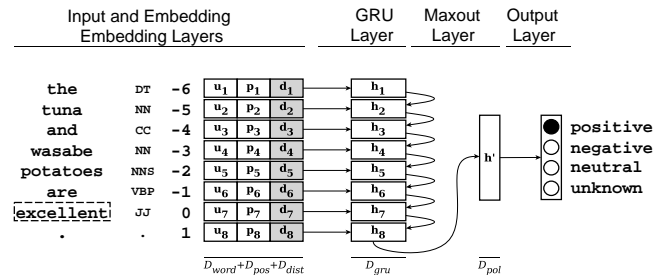 Input and Embedding Embedding Layers
GRU Layer
Maxout Layer
Output Layer
the DT -6 u1 p1 d1 h1
tuna NN -5 u2 p2 d2 h2
and CC -4 u3 p3 d3 h3
wasabe NN -3 u4 p4 d4 h4
potatoes NNS -2 u5 p5 d5 h5
are VBP -1 u6 p6 d6 h6
excellent JJ 0 u7 p7 d7 h7
. . 1 u8 p8 d8 h8
h'
positive
negative
neutral
unknown
Dword+Dpos+Ddist
Dgru
Dpol